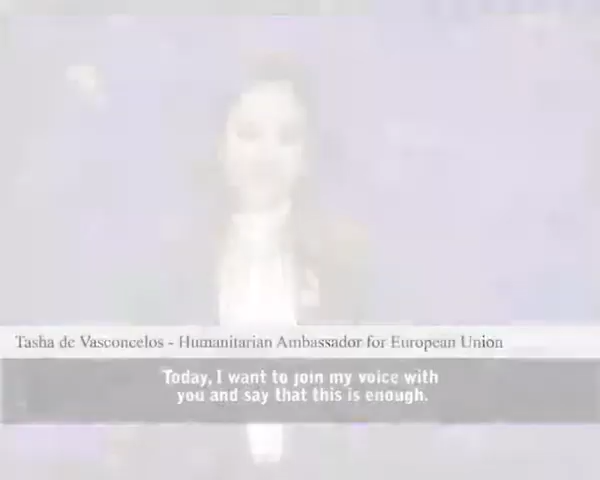 Tasha de Vasconcelos - Humanitarian Ambassador for European Union
Today, I want to join my voice with
you and say that this is enough.